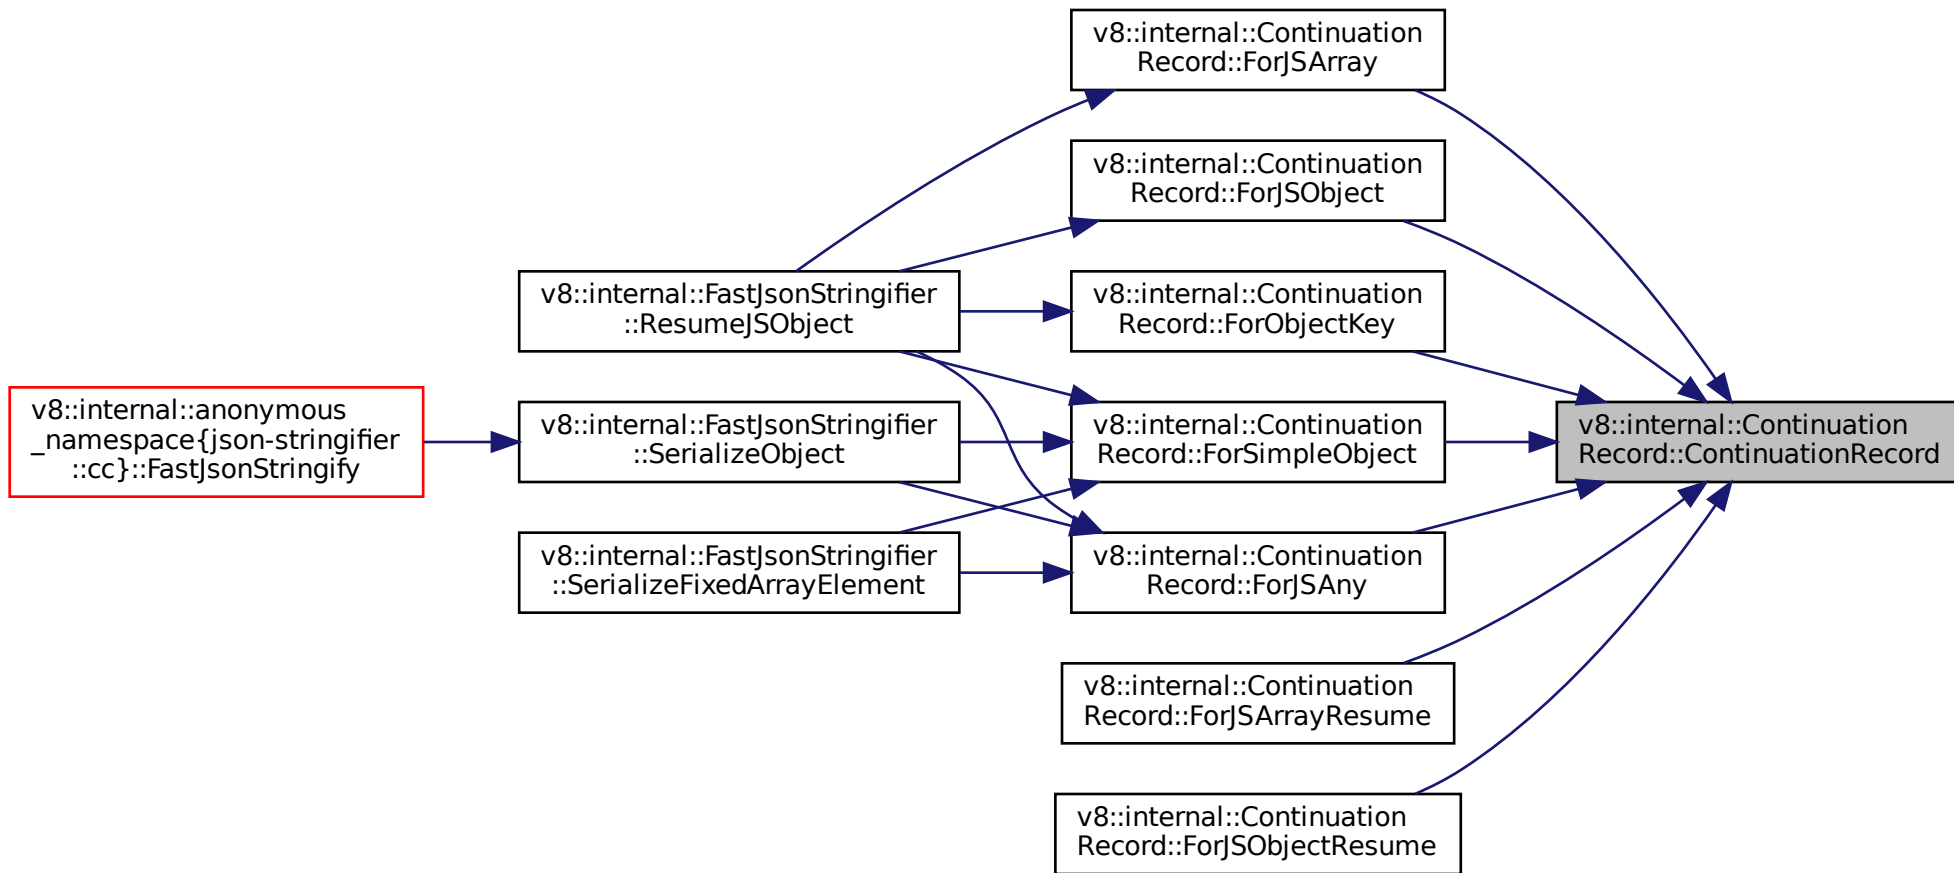 v8::internal::Continuation
Record::ForJSArray
v8::internal::Continuation
Record::ForJSObject
v8::internal::FastJsonStringifier
::ResumeJSObject
v8::internal::Continuation
Record::ForObjectKey
v8::internal::anonymous
_namespace{json-stringifier
::cc}::FastJsonStringify
v8::internal::FastJsonStringifier
::SerializeObject
v8::internal::Continuation
Record::ForSimpleObject
v8::internal::Continuation
Record::ContinuationRecord
v8::internal::FastJsonStringifier
::SerializeFixedArrayElement
v8::internal::Continuation
Record::ForJSAny
v8::internal::Continuation
Record::ForJSArrayResume
v8::internal::Continuation
Record::ForJSObjectResume